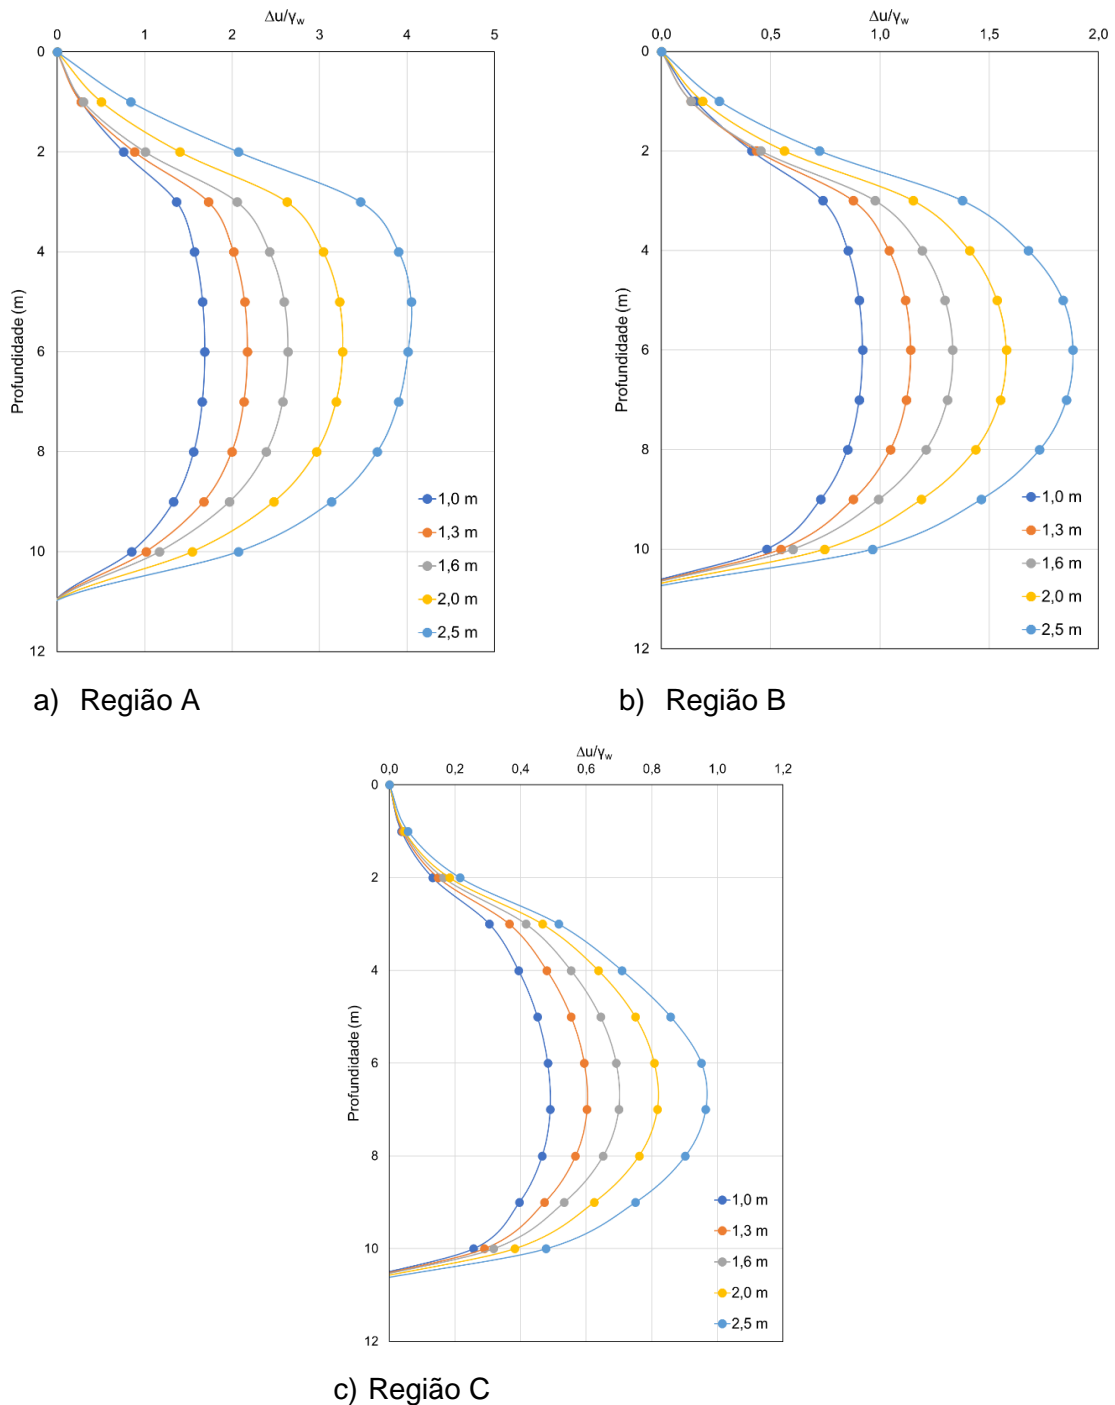 Δu/γw
0 1 2 3 4 5
0
2
4
6
8
10
12
Profundidade (m)
1,0 m
1,3 m
1,6 m
2,0 m
2,5 m
a) Região A
Δu/γw
0,0 0,5 1,0 1,5 2,0
0
2
4
6
8
10
12
Profundidade (m)
1,0 m
1,3 m
1,6 m
2,0 m
2,5 m
b) Região B
Δu/γw
0,0 0,2 0,4 0,6 0,8 1,0 1,2
0
2
4
6
8
10
12
Profundidade (m)
1,0 m
1,3 m
1,6 m
2,0 m
2,5 m
c) Região C